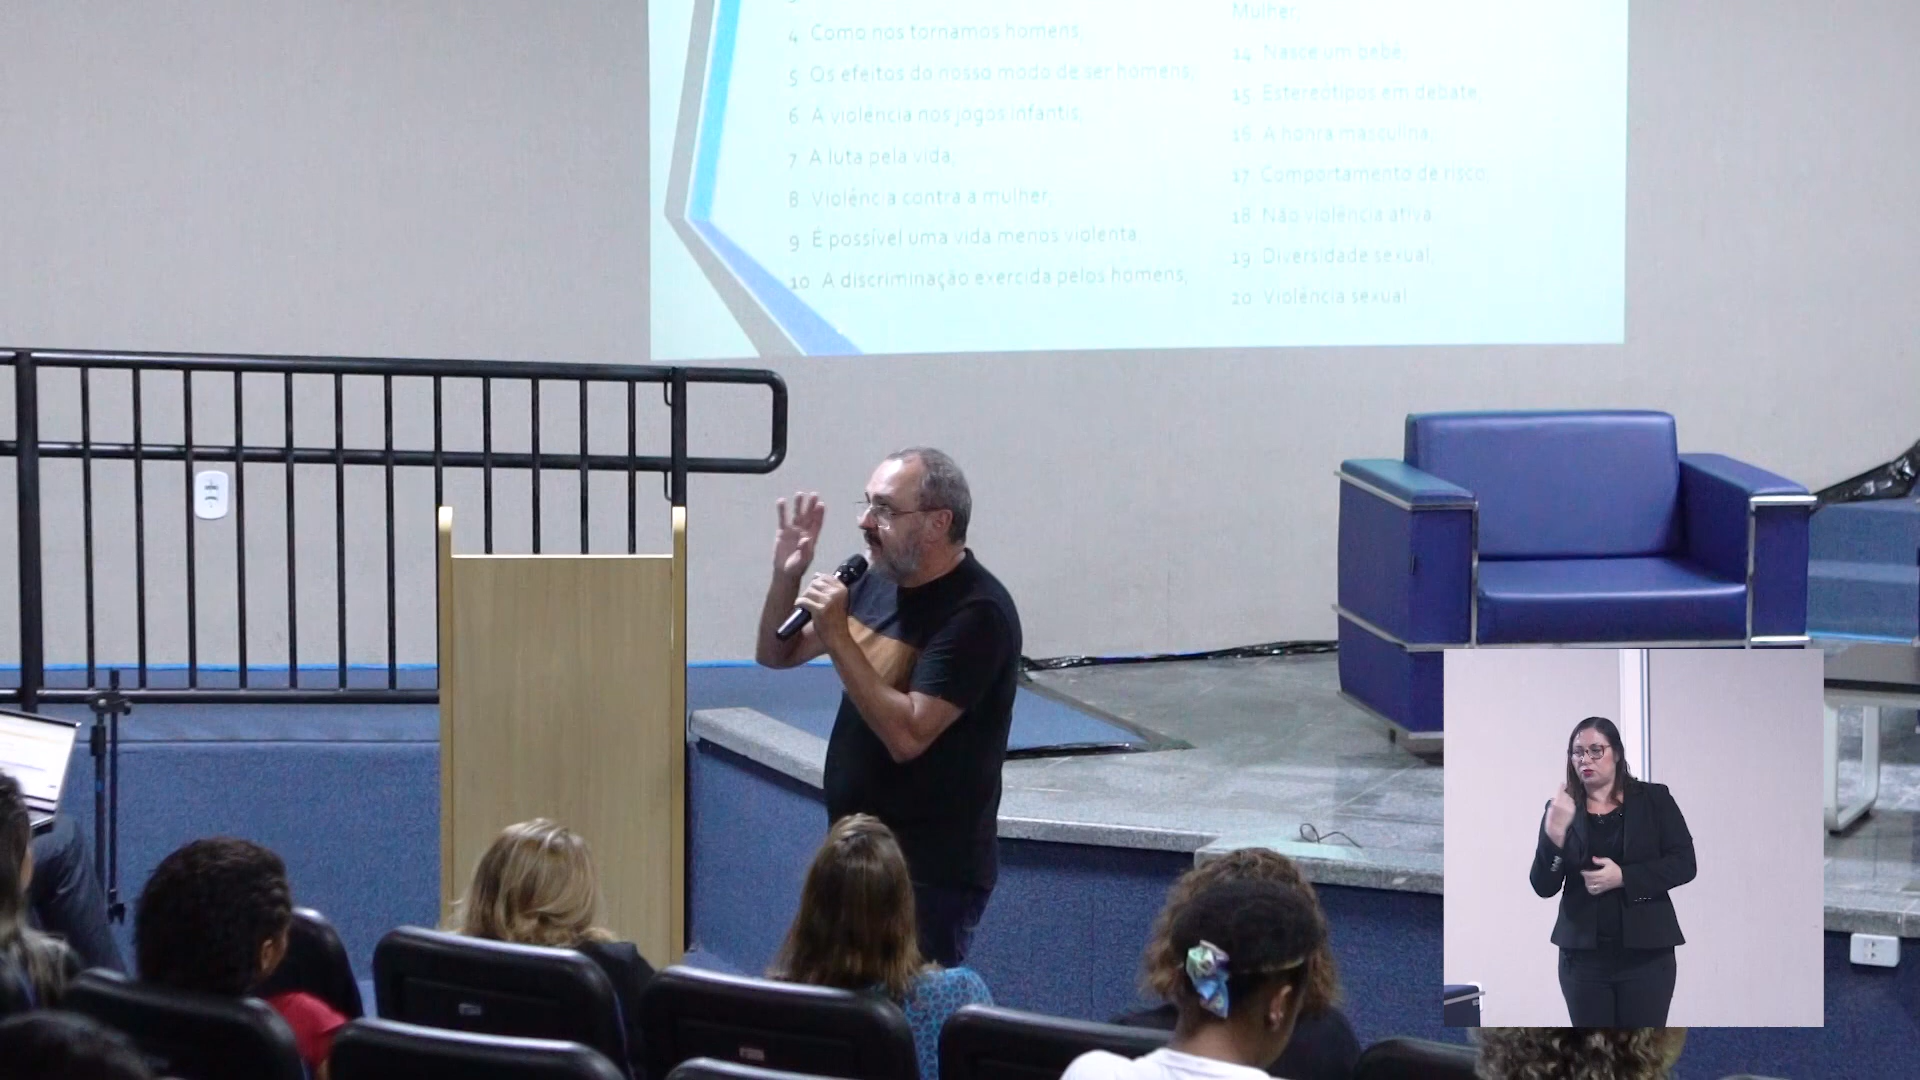 4 Como nos tornamos homens;
5 Os efeitos do nosso modo de ser homens;
6 A violência nos jogos infantis;
7 A luta pela vida;
8 Violência contra a mulher;
9 É possível uma vida menos violenta;
10 A discriminação exercida pelos homens;
Mulher;
14 Nasce um bebê;
15 Estereótipos em debate;
16 A honra masculina;
17 Comportamento de risco;
18 Não violência ativa;
19 Diversidade sexual;
20 Violência sexual